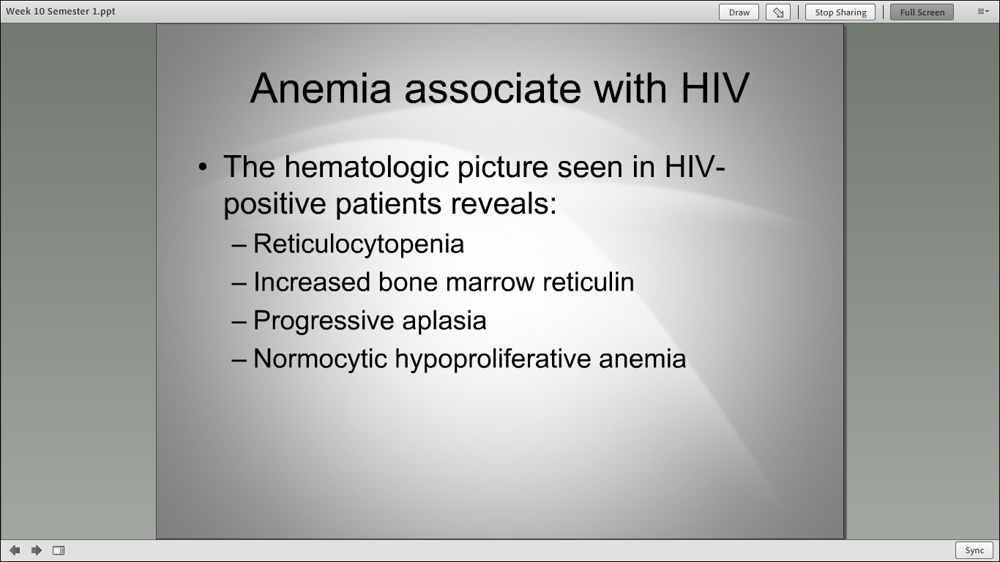 Week 10 Semester 1.ppt
Draw
Stop Sharing
Full Screen
Anemia associate with HIV
• The hematologic picture seen in HIV-
positive patients reveals:
– Reticulocytopenia
– Increased bone marrow reticulin
– Progressive aplasia
– Normocytic hypoproliferative anemia
Sync